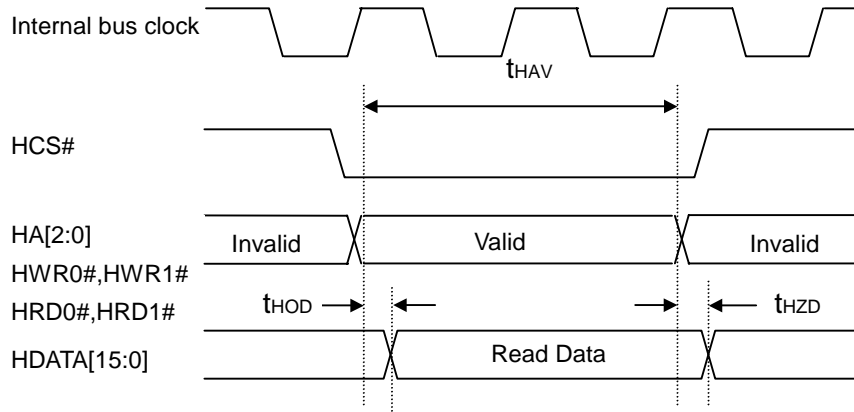 Internal bus clock
tHAV
HCS#
HA[2:0]
Invalid
Valid
Invalid
HWR0#,HWR1#
HRD0#,HRD1#
tHOD
tHZD
HDATA[15:0]
Read Data